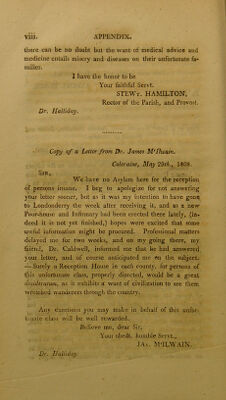 viii. APPENDIX.
there can be no doubt but the want of medical advice and
medicine entails misery and diseases on their unfortunate fa-
milies.
I have the honor to be
Your faithful Servt.
STEWT. HAMILTON,
Rector of the Parish, and Provost.
Dr. Halliday.
Copy of a Letter from Dr. James M'Ilwain.
Coleraine, May 29th, 1808.
SIR,
We have no Asylum here for the reception
of persons insane. I beg to apologize for not answering
your letter sooner, but as it was my intention to have gone
to Londonderry the week after receiving it, and as a new
Poor-house and Infirmary had been erected there lately, (in-
deed it is not yet finished,) hopes were excited that some
useful information might be procured. Professional matters
delayed me for two weeks, and on my going there, my
friend, Dr. Caldwell, informed me that he had answered
your letter, and of course anticipated me on the subject.
—Surely a Reception House in each county, for persons of
this unfortunate class, properly directed, would be a great
desideratum, as it exhibits a want of civilization to see them
wretched wanderers through the country.
Any exertions you may make in behalf of this unfor-
tunate class will be well rewarded.
Believe me, dear Sir,
Your obedt. humble Servt.,
JAS. M'ILWAIN.
Dr. Halliday.